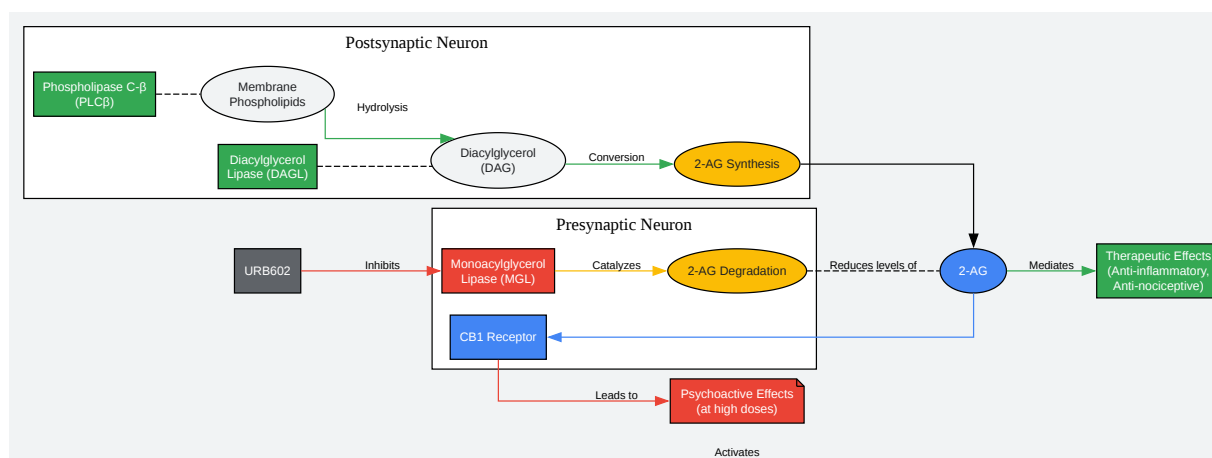 Postsynaptic Neuron
Phospholipase C-β
(PLCβ)
Membrane
Phospholipids
Hydrolysis
Diacylglycerol
Lipase (DAGL)
Diacylglycerol
(DAG)
Conversion
2-AG Synthesis
Presynaptic Neuron
URB602
Inhibits
Monoacylglycerol
Lipase (MGL)
Catalyzes
2-AG Degradation
Reduces levels of
2-AG
Mediates
Therapeutic Effects
(Anti-inflammatory,
Anti-nociceptive)
CB1 Receptor
Leads to
Psychoactive Effects
(at high doses)
Activates